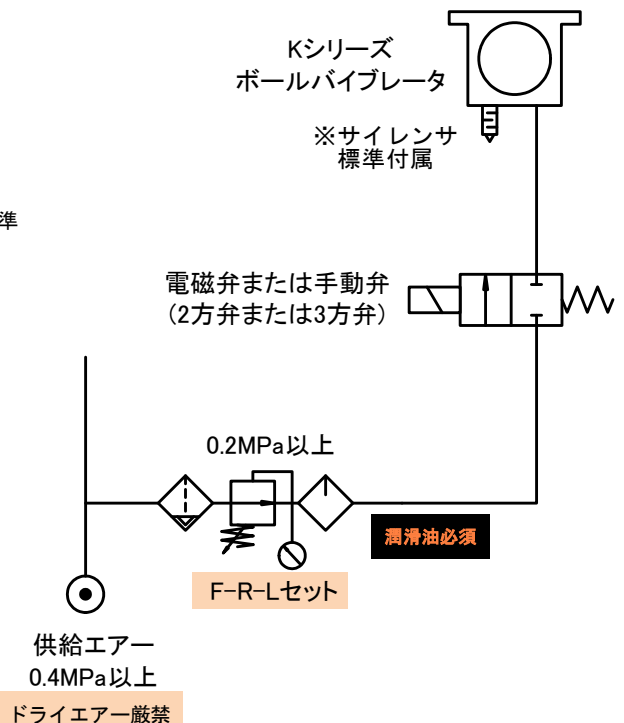 Kシリーズ
ボールバイブレータ
※サイレンサ
標準付属
準
電磁弁または手動弁
(2方弁または3方弁)
0.2MPa以上
潤滑油必須
F-R-Lセット
供給エアー
0.4MPa以上
ドライエアー厳禁